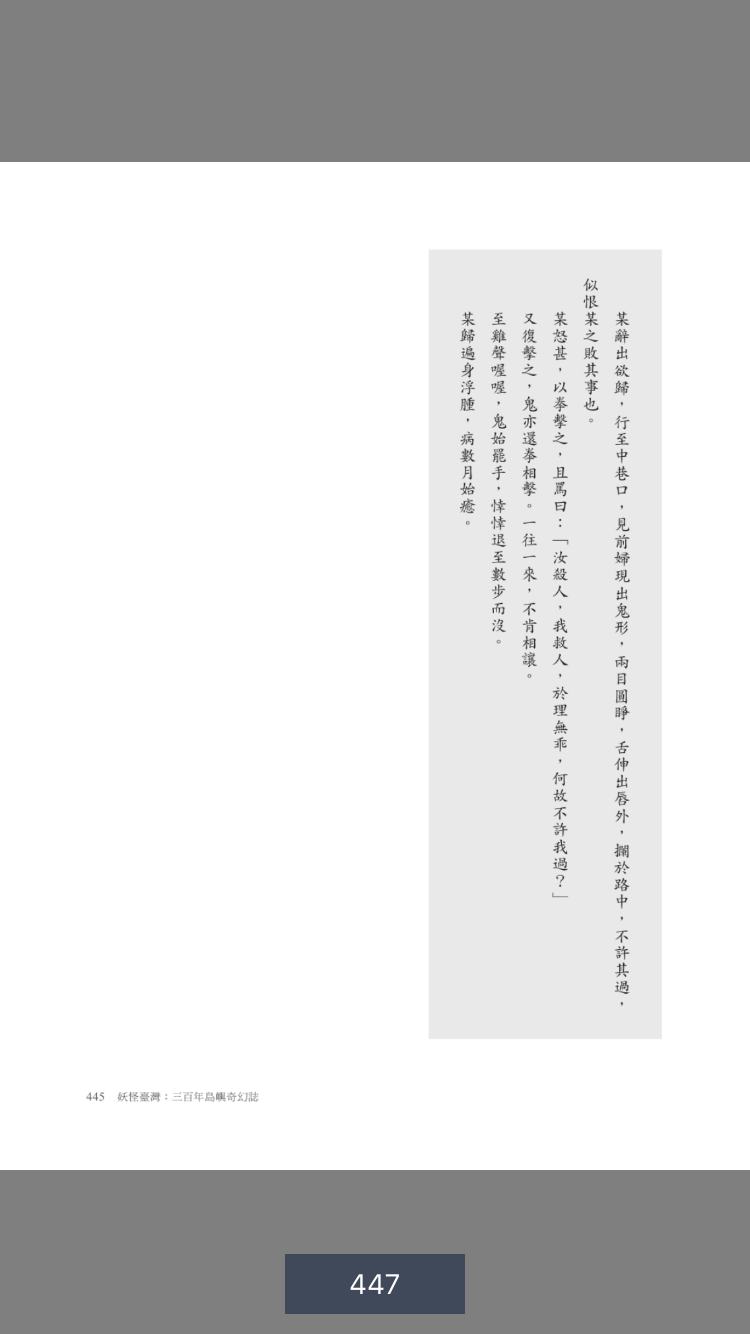 某辭出欲歸，行至中巷口，見前婦現出鬼形，兩目圓睜，舌伸出唇外，攔於路中，不許其過，
似恨某之敗其事也。
某怒甚，以拳擊之，且罵曰：「汝殺人，我救人，於理無乖，何故不許我過？」
又復擊之，鬼亦還拳相擊。一往一來，不肯相讓。
至雞聲喔喔，鬼始罷手，悻悻退至數步而沒。
某歸遍身浮腫，病數月始癒。
445 妖怪臺灣：三百年島嶼奇幻誌
447